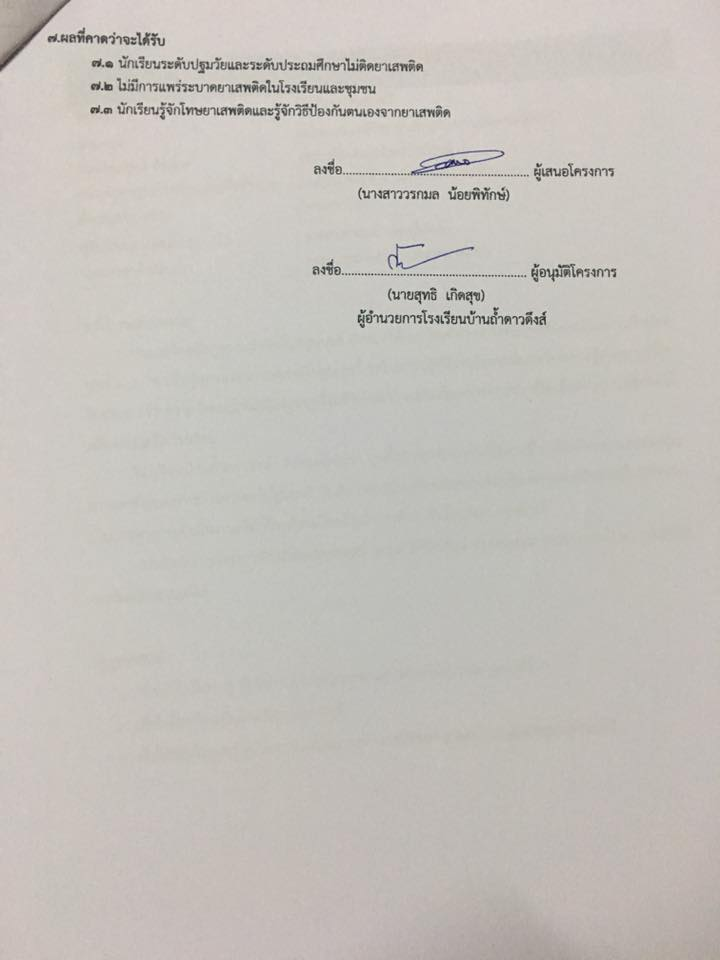 ๗.ผลที่คาดว่าจะได้รับ
๗.๑ นักเรียนระดับปฐมวัยและระดับประถมศึกษาไม่ติดยาเสพติด
๗.๒ ไม่มีการแพร่ระบาดยาเสพติดในโรงเรียนและชุมชน
๗.๓ นักเรียนรู้จักโทษยาเสพติดและรู้จักวิธีป้องกันตนเองจากยาเสพติด
ลงชื่อ.................................................. ผู้เสนอโครงการ
(นางสาววรกมล น้อยพิทักษ์)
ลงชื่อ.................................................. ผู้อนุมัติโครงการ
(นายสุทธิ เกิดสุข)
ผู้อำนวยการโรงเรียนบ้านถ้ำดาวดึงส์